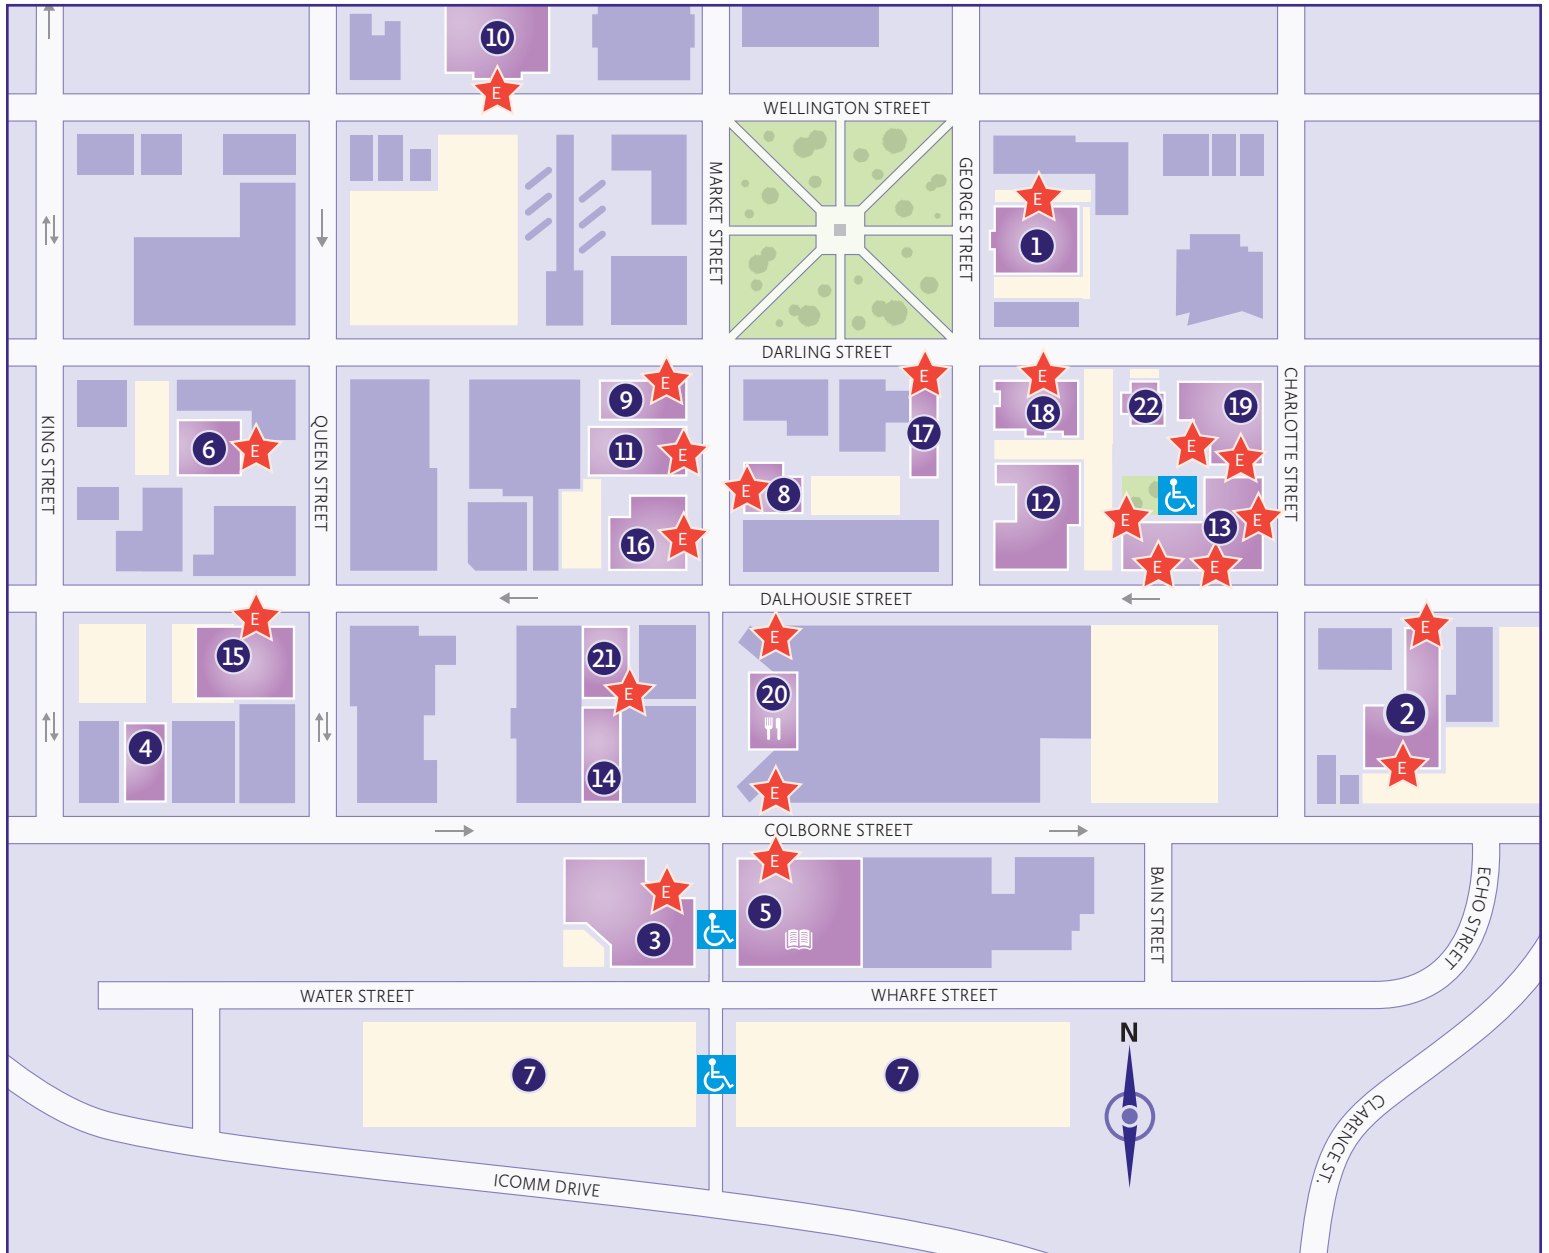 10
E
WELLINGTON STREET
MARKET STREET
GEORGE STREET
E
1
DARLING STREET
KING STREET
QUEEN STREET
CHARLOTTE STREET
E
9
E
E
18
22
19
6
E
11
E
17
E
E
E
8
12
16
E
E
13
E
E
E
DALHOUSIE STREET
E
15
21
E
E
20
E
2
E
4
14
E
COLBORNE STREET
E
5
E
3
BAIN STREET
ECHO STREET
WATER STREET
WHARFE STREET
N
7
7
CLARENCE ST.
ICOMM DRIVE